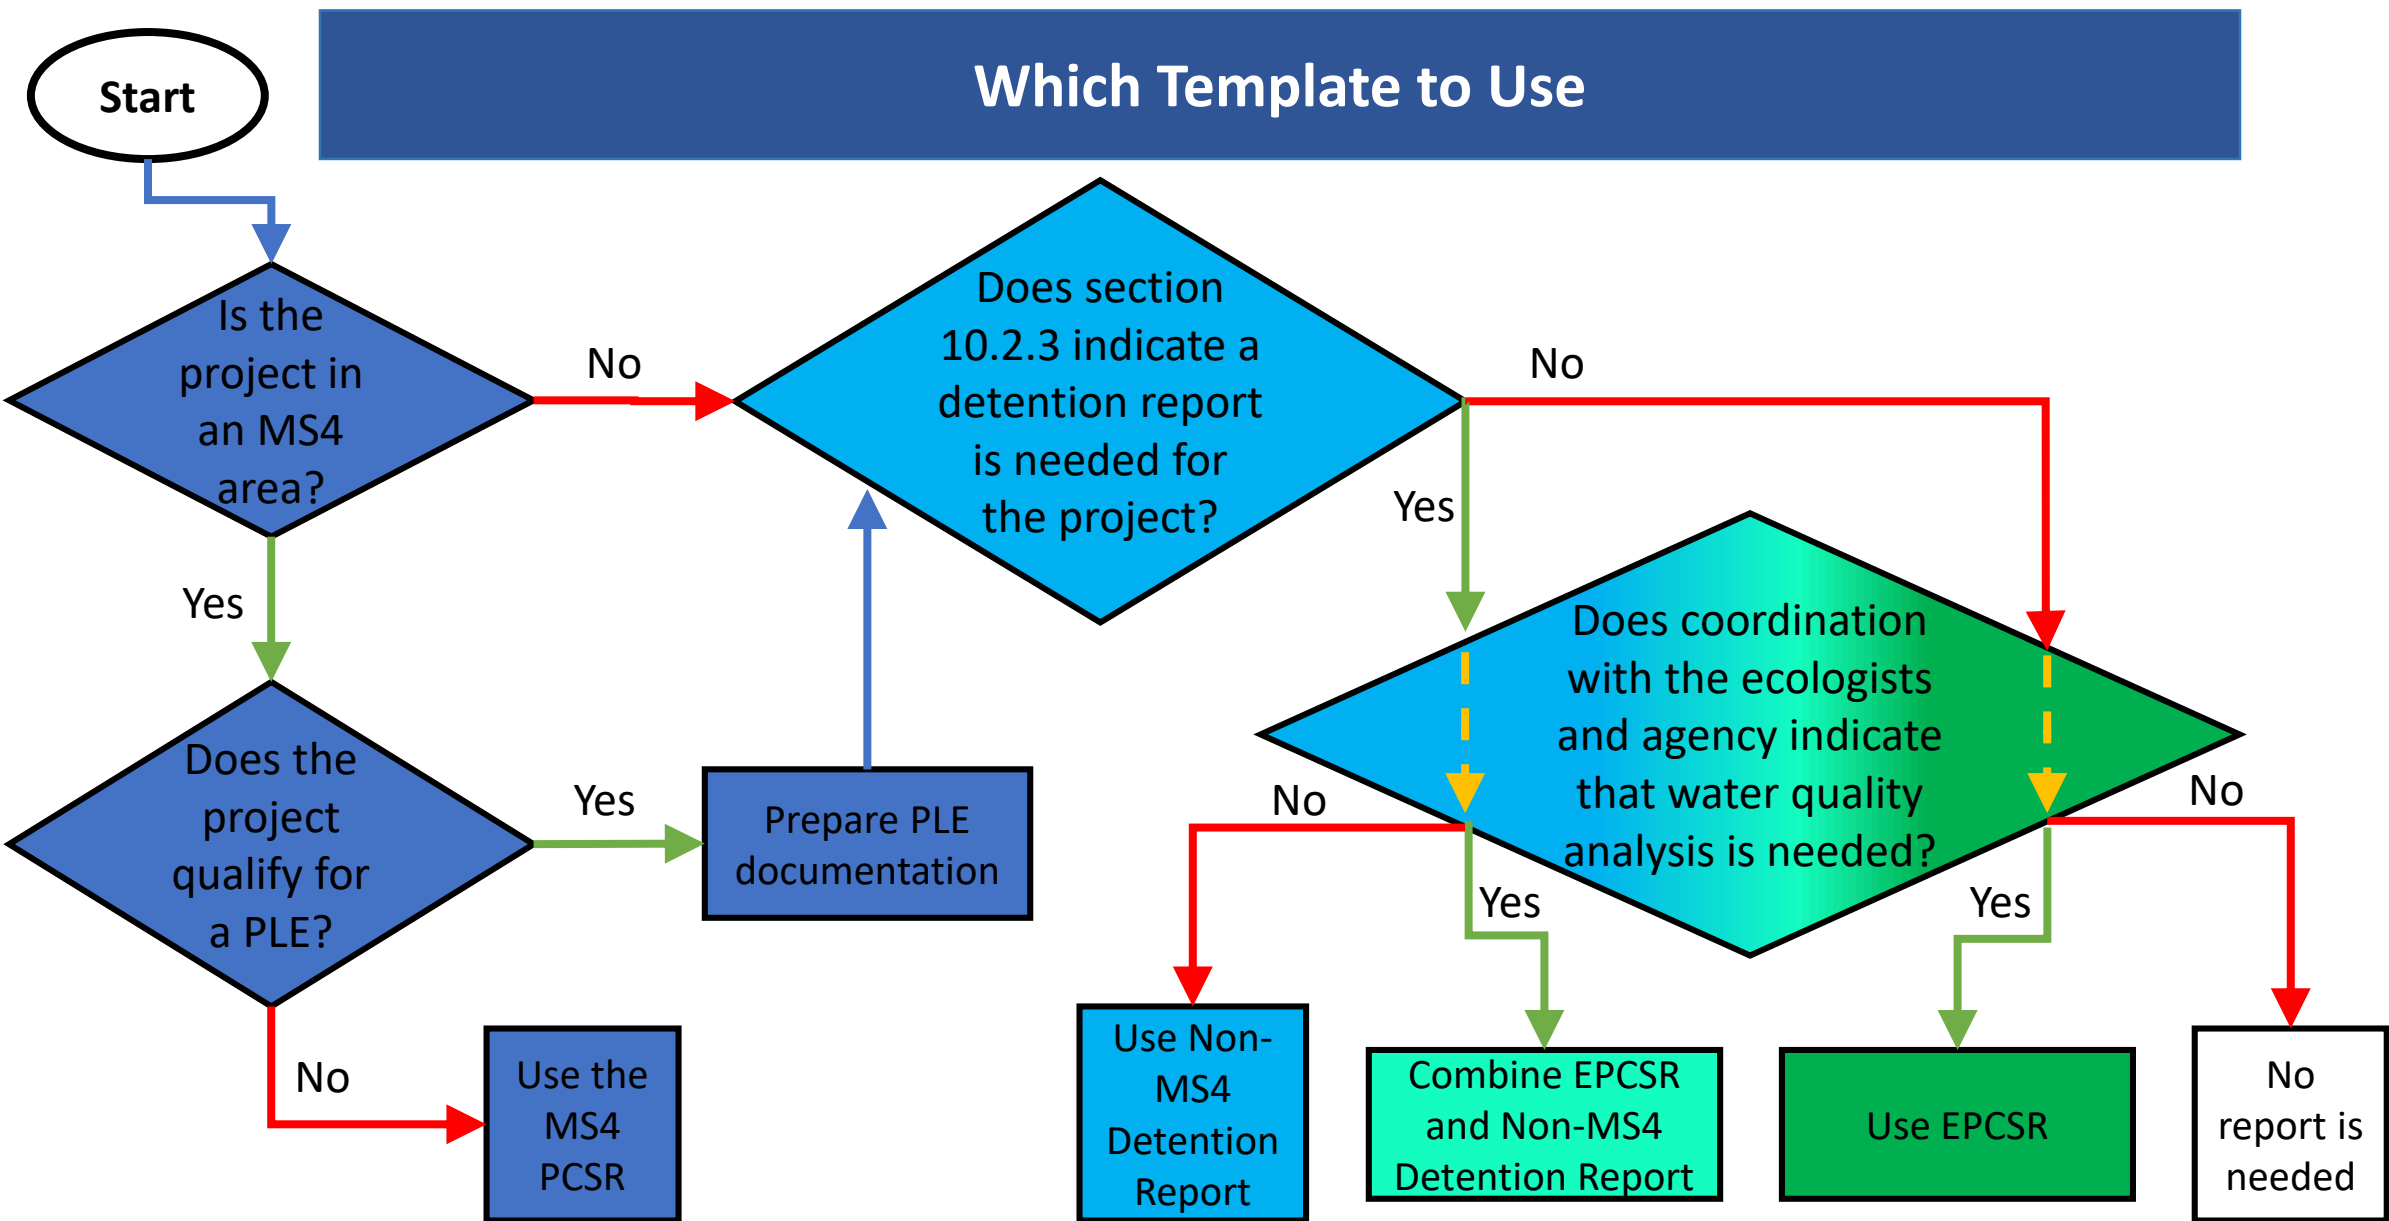 Start
Which Template to Use
Is the
project in
an MS4
area?
No
Does section
10.2.3 indicate a
detention report
is needed for
the project?
No
Yes
Yes
Does the
project
qualify for
a PLE?
Yes
Prepare PLE
documentation
Does coordination
with the ecologists
and agency indicate
that water quality
analysis is needed?
No
No
Yes
Yes
No
Use the
MS4
PCSR
Use Non-
MS4
Detention
Report
Combine EPCSR
and Non-MS4
Detention Report
Use EPCSR
No
report is
needed